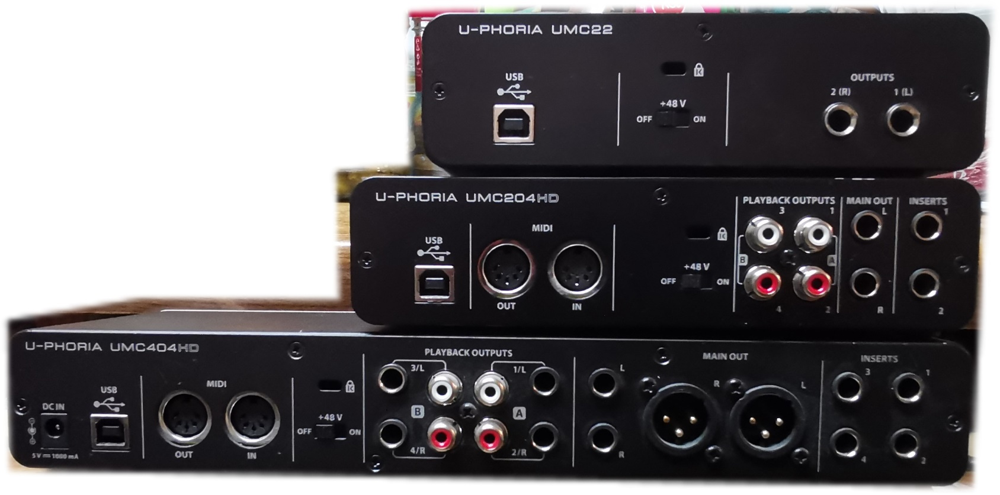 U-PHORIA UMC22
USB
+48 V
OFF ON
OUTPUTS
2 (R) 1 (L)
U-PHORIA UMC204HD
USB
MIDI
OUT IN
+48 V
OFF ON
PLAYBACK OUTPUTS
3 1
B A
4 2
MAIN OUT
L
R
INSERTS
1
2
U-PHORIA UMC404HD
DC IN
5V 1000 mA
USB
MIDI
OUT IN
K
+48 V
OFF ON
PLAYBACK OUTPUTS
3/L 1/L
B A
4/R 2/R
MAIN OUT
L R L
R
INSERTS
3 1
4 2